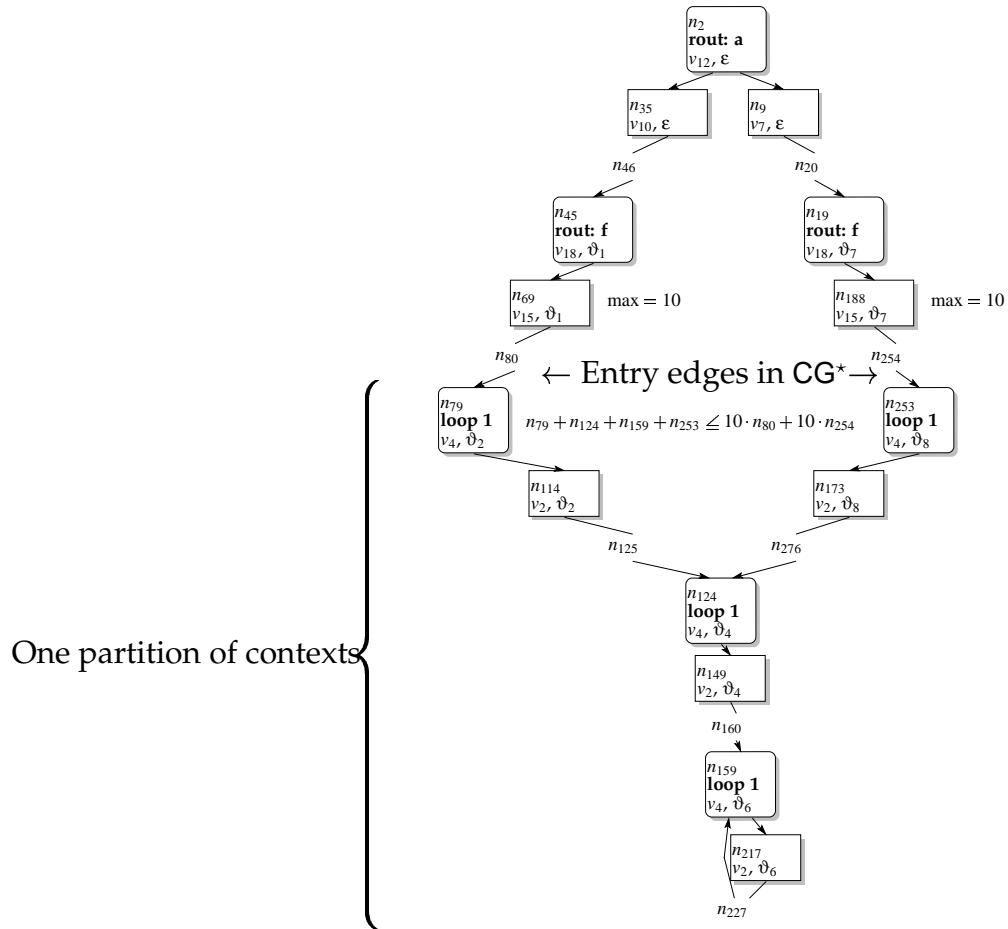 n₂
rout: a
v₁₂, ε
n₃₅
v₁₀, ε
n₉
v₇, ε
n₄₆
n₂₀
n₄₅
rout: f
v₁₈, ϑ₁
n₁₉
rout: f
v₁₈, ϑ₇
n₆₉
v₁₅, ϑ₁
max = 10
n₁₈₈
v₁₅, ϑ₇
max = 10
n₈₀
← Entry edges in CG⋆ →
n₂₅₄
n₇₉
loop 1
v₄, ϑ₂
n₇₉ + n₁₂₄ + n₁₅₉ + n₂₅₃ ≦ 10 · n₈₀ + 10 · n₂₅₄
n₂₅₃
loop 1
v₄, ϑ₈
n₁₁₄
v₂, ϑ₂
n₁₇₃
v₂, ϑ₈
n₁₂₅
n₂₇₆
n₁₂₄
loop 1
v₄, ϑ₄
One partition of contexts
n₁₄₉
v₂, ϑ₄
n₁₆₀
n₁₅₉
loop 1
v₄, ϑ₆
n₂₁₇
v₂, ϑ₆
n₂₂₇